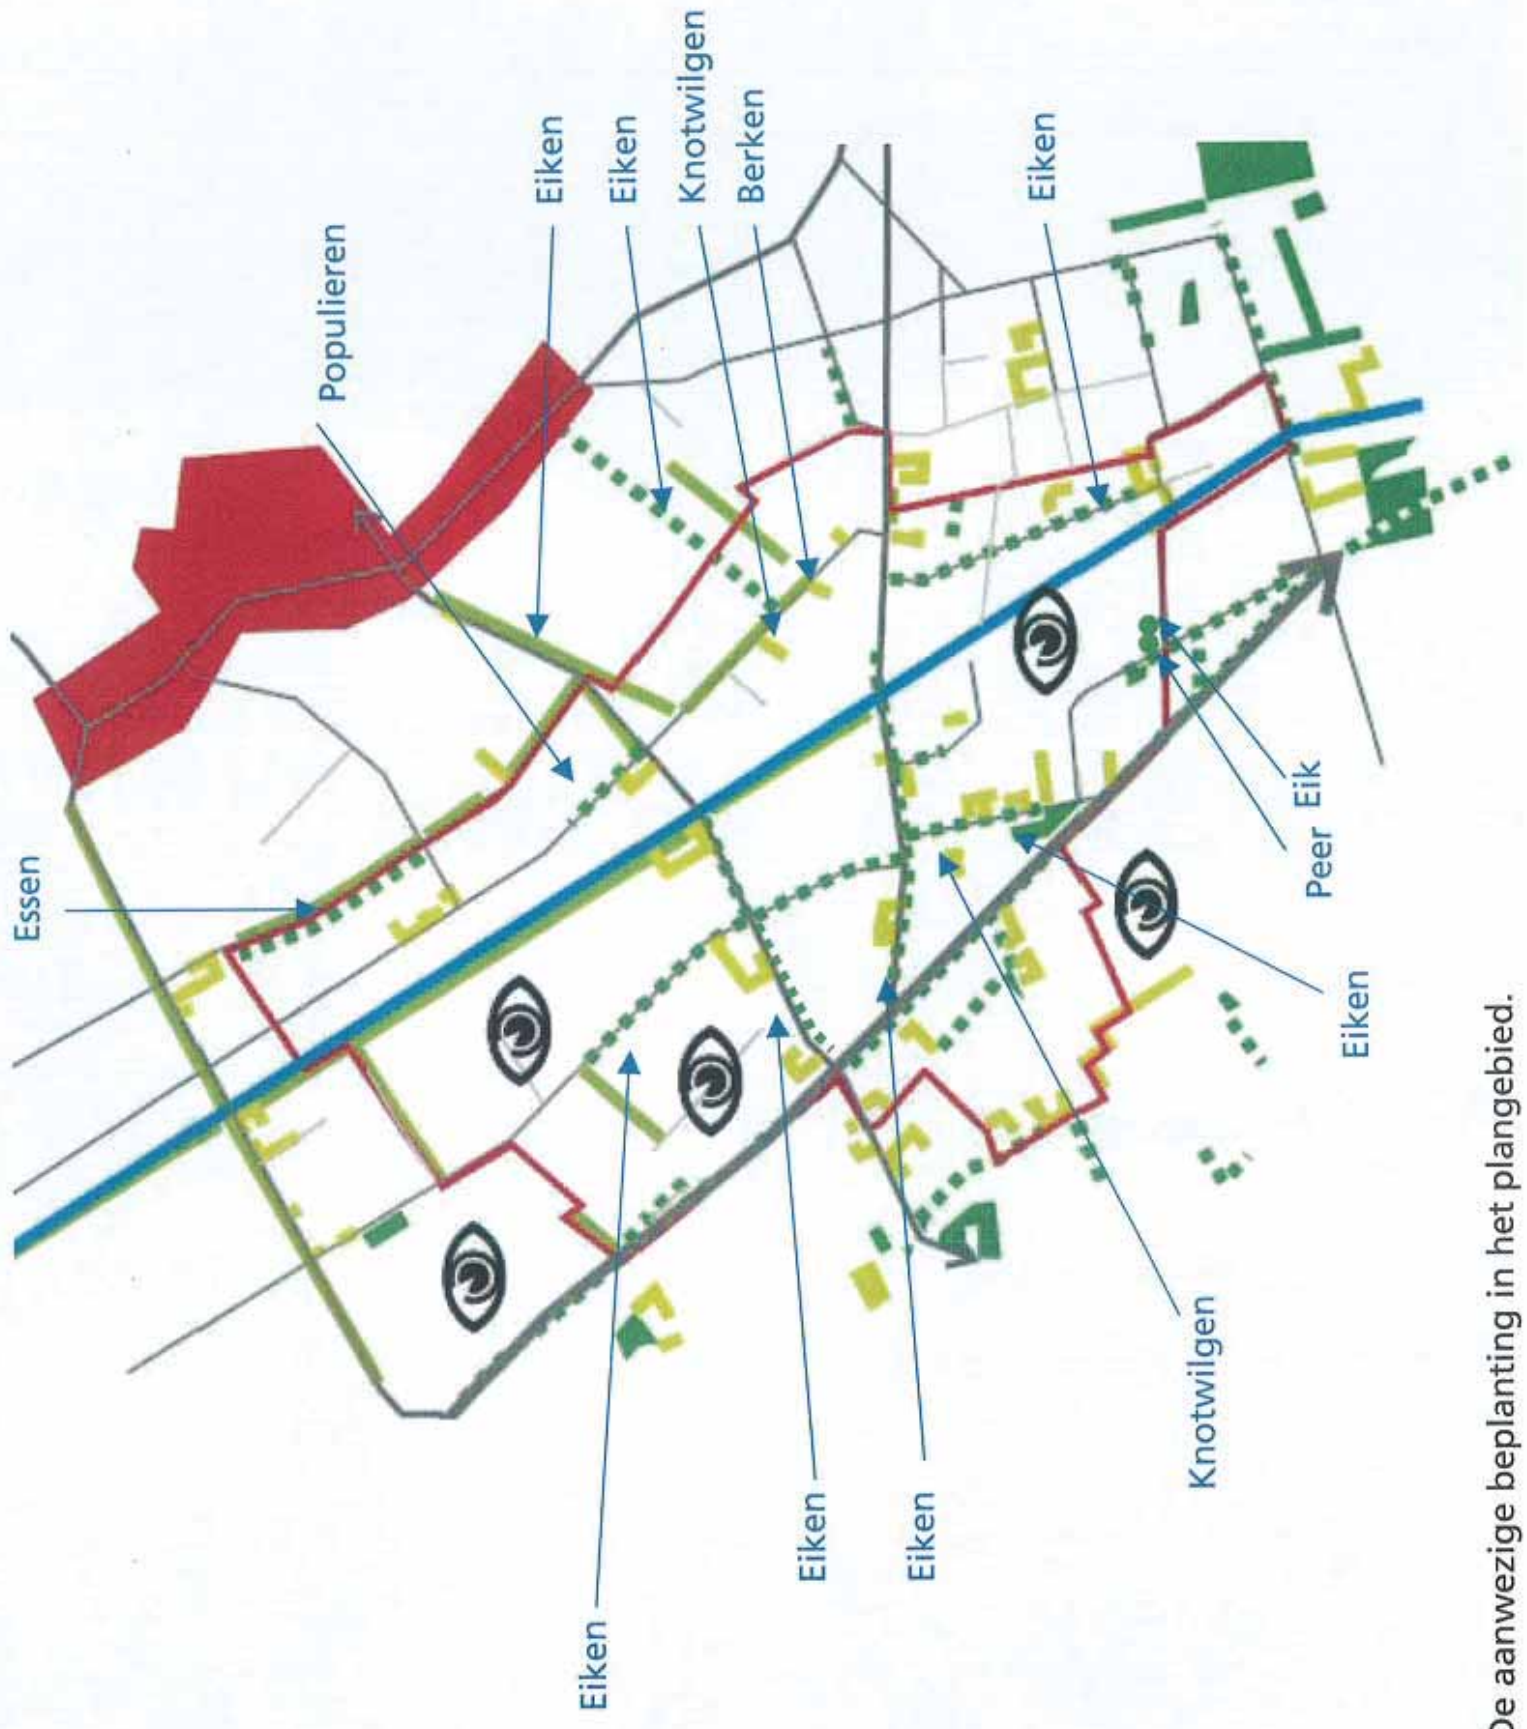 Essen
Populieren
Eiken
Eiken
Eiken
Knotwilgen
Berken
Eiken
Eiken
Eiken
Knotwilgen
Peer
Eik
Eiken
De aanwezige beplanting in het plangebied.